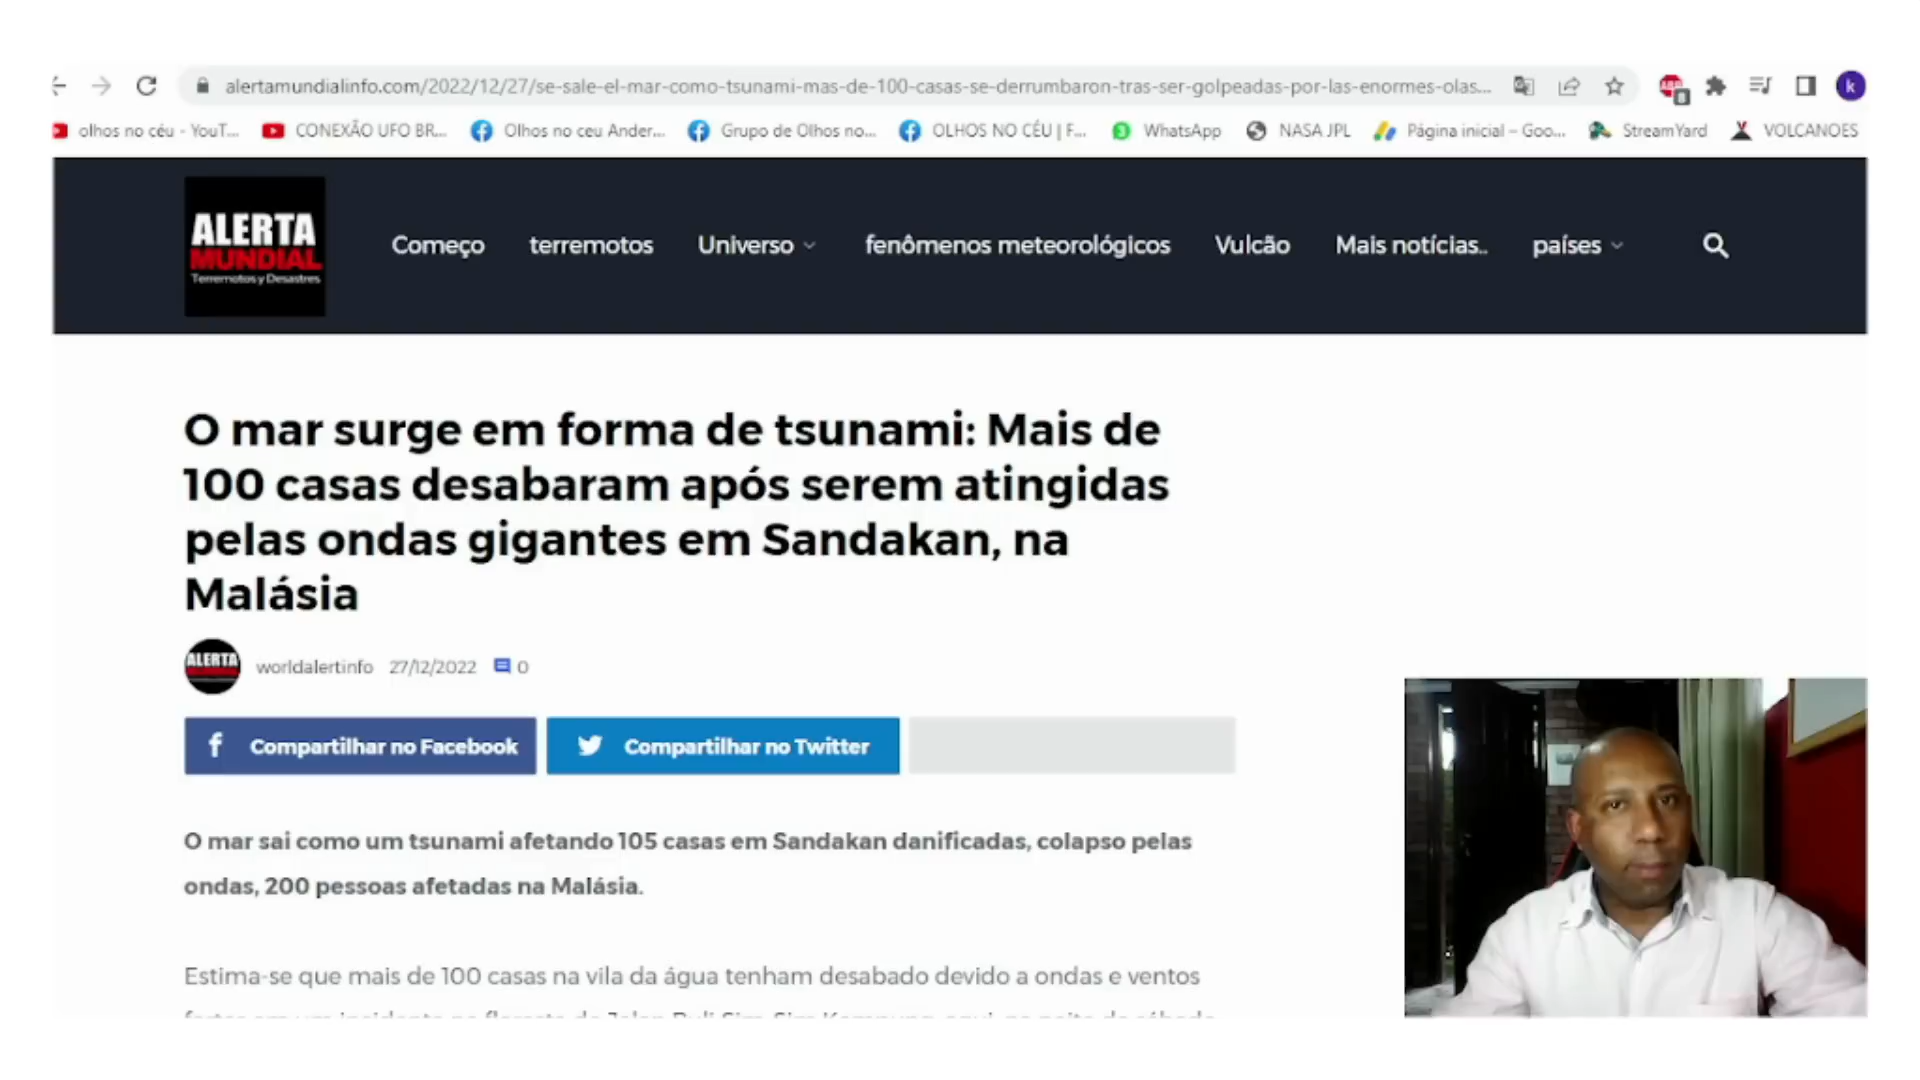 alertamundialinfo.com/2022/12/27/se-sale-el-mar-como-tsunami-mas-de-100-casas-se-derrumbaron-tras-ser-golpeadas-por-las-enormes-olas...
k
olhos no céu - YouT... CONEXÃO UFO BR... Olhos no ceu Ander... Grupo de Olhos no... OLHOS NO CÉU | F... WhatsApp NASA JPL Página inicial – Goo... StreamYard VOLCANOES
ALERTA
MUNDIAL
Terremotos y Desastres
Começo terremotos Universo fenômenos meteorológicos Vulcão Mais notícias.. países
O mar surge em forma de tsunami: Mais de
100 casas desabaram após serem atingidas
pelas ondas gigantes em Sandakan, na
Malásia
ALERTA
worldalertinfo 27/12/2022 0
Compartilhar no Facebook Compartilhar no Twitter
O mar sai como um tsunami afetando 105 casas em Sandakan danificadas, colapso pelas
ondas, 200 pessoas afetadas na Malásia.
Estima-se que mais de 100 casas na vila da água tenham desabado devido a ondas e ventos